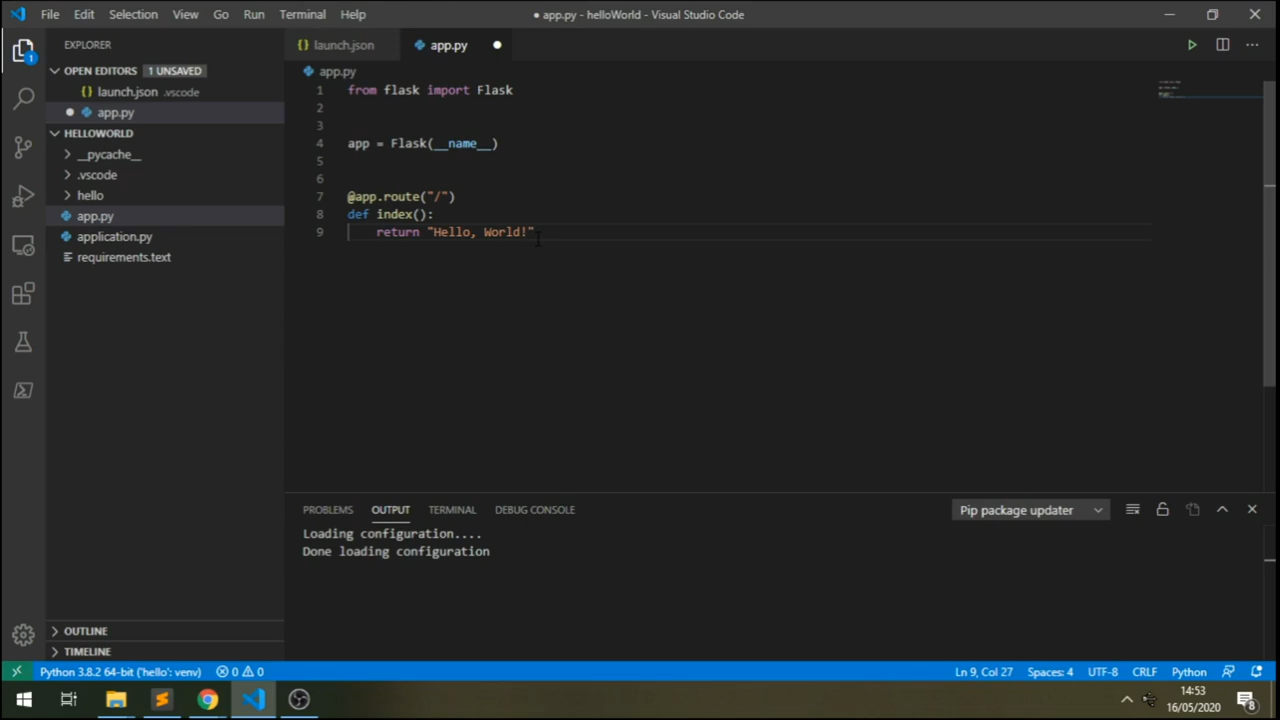 File Edit Selection View Go Run Terminal Help
● app.py - helloWorld - Visual Studio Code
EXPLORER
OPEN EDITORS 1 UNSAVED
launch.json .vscode
app.py
HELLOWORLD
__pycache__
.vscode
hello
app.py
application.py
requirements.text
OUTLINE
TIMELINE
1
{} launch.json
app.py
app.py
1 from flask import Flask
2
3
4 app = Flask(__name__)
5
6
7 @app.route("/")
8 def index():
9 return "Hello, World!"
PROBLEMS OUTPUT TERMINAL DEBUG CONSOLE
Pip package updater
Loading configuration....
Done loading configuration
Python 3.8.2 64-bit ('hello': venv) 0 0
Ln 9, Col 27 Spaces: 4 UTF-8 CRLF Python
14:53
16/05/2020
8